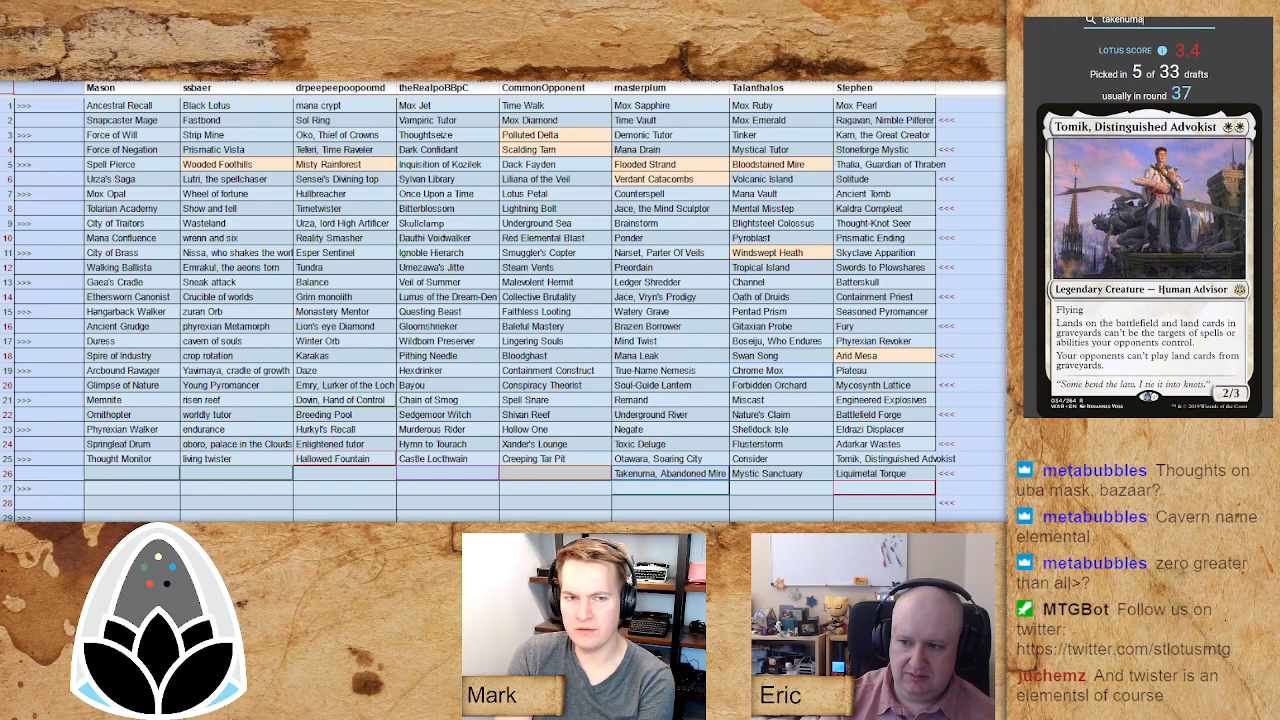 takenuma
LOTUS SCORE 3.4
Picked in 5 of 33 drafts
usually in round 37
Tomik, Distinguished Advokist
Legendary Creature — Human Advisor
Flying
Lands on the battlefield and land cards in
graveyards can't be the targets of spells or
abilities your opponents control.
Your opponents can't play land cards from
graveyards.
"Some bend the law. I tie it into knots."
2/3
034/264 R
WAR • EN JOHANNES VOSS
Mason ssbaer drpeepeepoopoomd theRealpoBBpC CommonOpponent masterplum Talanthalos Stephen
1 >>> Ancestral Recall Black Lotus mana crypt Mox Jet Time Walk Mox Sapphire Mox Ruby Mox Pearl
2 Snapcaster Mage Fastbond Sol Ring Vampiric Tutor Mox Diamond Time Vault Mox Emerald Ragavan, Nimble Pilferer <<<
3 >>> Force of Will Strip Mine Oko, Thief of Crowns Thoughtseize Polluted Delta Demonic Tutor Tinker Karn, the Great Creator
4 Force of Negation Prismatic Vista Teferi, Time Raveler Dark Confidant Scalding Tarn Mana Drain Mystical Tutor Stoneforge Mystic <<<
5 >>> Spell Pierce Wooded Foothills Misty Rainforest Inquisition of Kozilek Dack Fayden Flooded Strand Bloodstained Mire Thalia, Guardian of Thraben
6 Urza's Saga Lutri, the spellchaser Sensei's Divining top Sylvan Library Liliana of the Veil Verdant Catacombs Volcanic Island Solitude <<<
7 >>> Mox Opal Wheel of fortune Hullbreacher Once Upon a Time Lotus Petal Counterspell Mana Vault Ancient Tomb
8 Tolarian Academy Show and tell Timetwister Bitterblossom Lightning Bolt Jace, the Mind Sculptor Mental Misstep Kaldra Compleat <<<
9 >>> City of Traitors Wasteland Urza, lord High Artificer Skullclamp Underground Sea Brainstorm Blightsteel Colossus Thought-Knot Seer
10 Mana Confluence wrenn and six Reality Smasher Dauthi Voidwalker Red Elemental Blast Ponder Pyroblast Prismatic Ending <<<
11 >>> City of Brass Nissa, who shakes the worl Esper Sentinel Ignoble Hierarch Smuggler's Copter Narset, Parter Of Veils Windswept Heath Skyclave Apparition
12 Walking Ballista Emrakul, the aeons torn Tundra Umezawa's Jitte Steam Vents Preordain Tropical Island Swords to Plowshares <<<
13 >>> Gaea's Cradle Sneak attack Balance Veil of Summer Malevolent Hermit Ledger Shredder Channel Batterskull
14 Ethersworn Canonist Crucible of worlds Grim monolith Lurrus of the Dream-Den Collective Brutality Jace, Vryn's Prodigy Oath of Druids Containment Priest <<<
15 >>> Hangarback Walker zuran Orb Monastery Mentor Questing Beast Faithless Looting Watery Grave Pentad Prism Seasoned Pyromancer
16 Ancient Grudge phyrexian Metamorph Lion's eye Diamond Gloomshrieker Baleful Mastery Brazen Borrower Gitaxian Probe Fury <<<
17 >>> Duress cavern of souls Winter Orb Wildborn Preserver Lingering Souls Mind Twist Boseiju, Who Endures Phyrexian Revoker
18 Spire of Industry crop rotation Karakas Pithing Needle Bloodghast Mana Leak Swan Song Arid Mesa <<<
19 >>> Arcbound Ravager Yavimaya, cradle of growth Daze Hexdrinker Containment Construct True-Name Nemesis Chrome Mox Plateau
20 Glimpse of Nature Young Pyromancer Emry, Lurker of the Loch Bayou Conspiracy Theorist Soul-Guide Lantern Forbidden Orchard Mycosynth Lattice <<<
21 >>> Memnite risen reef Dovin, Hand of Control Chain of Smog Spell Snare Remand Miscast Engineered Explosives
22 Ornithopter worldly tutor Breeding Pool Sedgemoor Witch Shivan Reef Underground River Nature's Claim Battlefield Forge <<<
23 >>> Phyrexian Walker endurance Hurkyl's Recall Murderous Rider Hollow One Negate Shelldock Isle Eldrazi Displacer
24 Springleaf Drum oboro, palace in the Clouds Enlightened tutor Hymn to Tourach Xander's Lounge Toxic Deluge Flusterstorm Adarkar Wastes <<<
25 >>> Thought Monitor living twister Hallowed Fountain Castle Locthwain Creeping Tar Pit Otawara, Soaring City Consider Tomik, Distinguished Advokist
26 Takenuma, Abandoned Mire Mystic Sanctuary Liquimetal Torque <<<
27 >>>
28 <<<
29 >>>
Mark
Eric
metabubbles Thoughts on
uba mask, bazaar?
metabubbles Cavern name
elemental
metabubbles zero greater
than all>?
MTGBot Follow us on
twitter:
https://twitter.com/stlotusmtg
juchemz And twister is an
elementsl of course